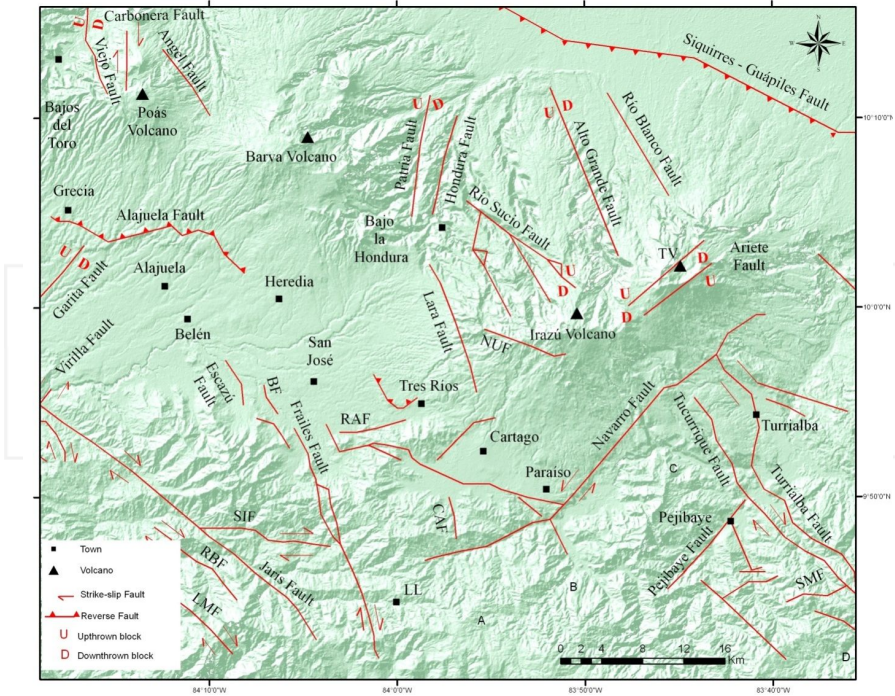 Carbonera Fault
U D
Viejo Fault
Angel Fault
Siquires - Guápiles Fault
N
W E
S
Bajos
del
Toro
Poás
Volcano
Barva Volcano
U D
Patria Fault
Hondura Fault
U D
Alto Grande Fault
Río Blanco Fault
10°10'0"N
Grecia
Alajuela Fault
Bajo
la
Hondura
Río Sucio Fault
U
D
TV
Ariete
Fault
U D
D U
U D
Garita Fault
Alajuela
Heredia
Belén
Lara Fault
NUF
Irazú Volcano
10°0'0"N
Virilla Fault
San
José
Escazú
Fault
BF
Frailes Fault
Tres Ríos
RAF
Cartago
Paraíso
Navarro Fault
Tucurrique Fault
Turrialba
Turrialba Fault
C
9°50'0"N
CAF
Pejibaye
Pejibaye Fault
SMF
SIF
RBF
Jaris Fault
LMF
LL
A
B
D
Town
Volcano
Strike-slip Fault
Reverse Fault
U Upthrown block
D Downthrown block
0 2 4 8 12 16
Km
84°10'0"W
84°0'0"W
83°50'0"W
83°40'0"W